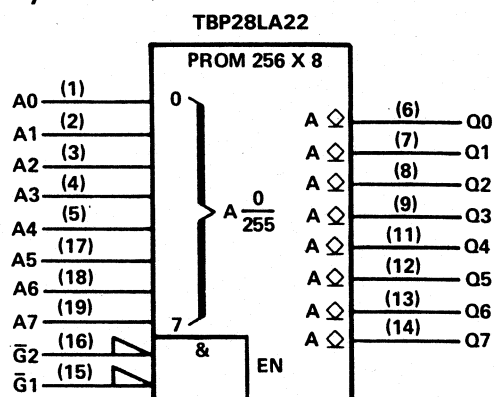 TBP28LA22
PROM 256 X 8
A0 (1) 0
A1 (2)
A2 (3)
A3 (4)
A4 (5)
A5 (17)
A6 (18)
A7 (19) 7
G̅2 (16) &
G̅1 (15) EN
A 0
255
A (6) Q0
A (7) Q1
A (8) Q2
A (9) Q3
A (11) Q4
A (12) Q5
A (13) Q6
A (14) Q7